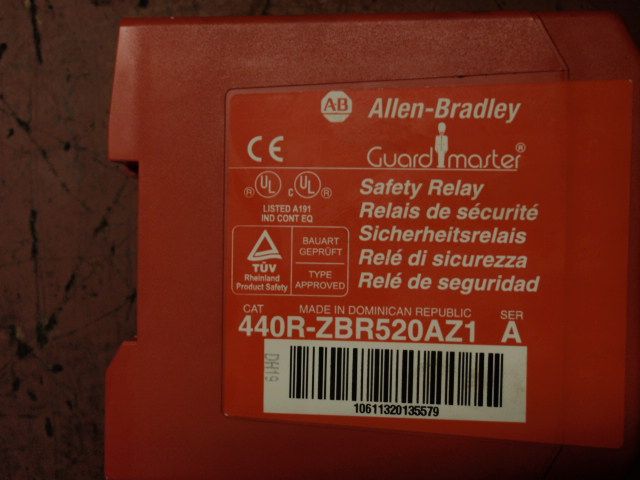 A-B Allen-Bradley
CE
Guardmaster®
®UL c UL®
LISTED A191
IND CONT EQ
Safety Relay
Relais de sécurité
Sicherheitsrelais
Relé di sicurezza
Relé de seguridad
TÜV
Rheinland
Product Safety
BAUART
GEPRÜFT
TYPE
APPROVED
CAT MADE IN DOMINICAN REPUBLIC SER
440R-ZBR520AZ1 A
DH19
10611320135579